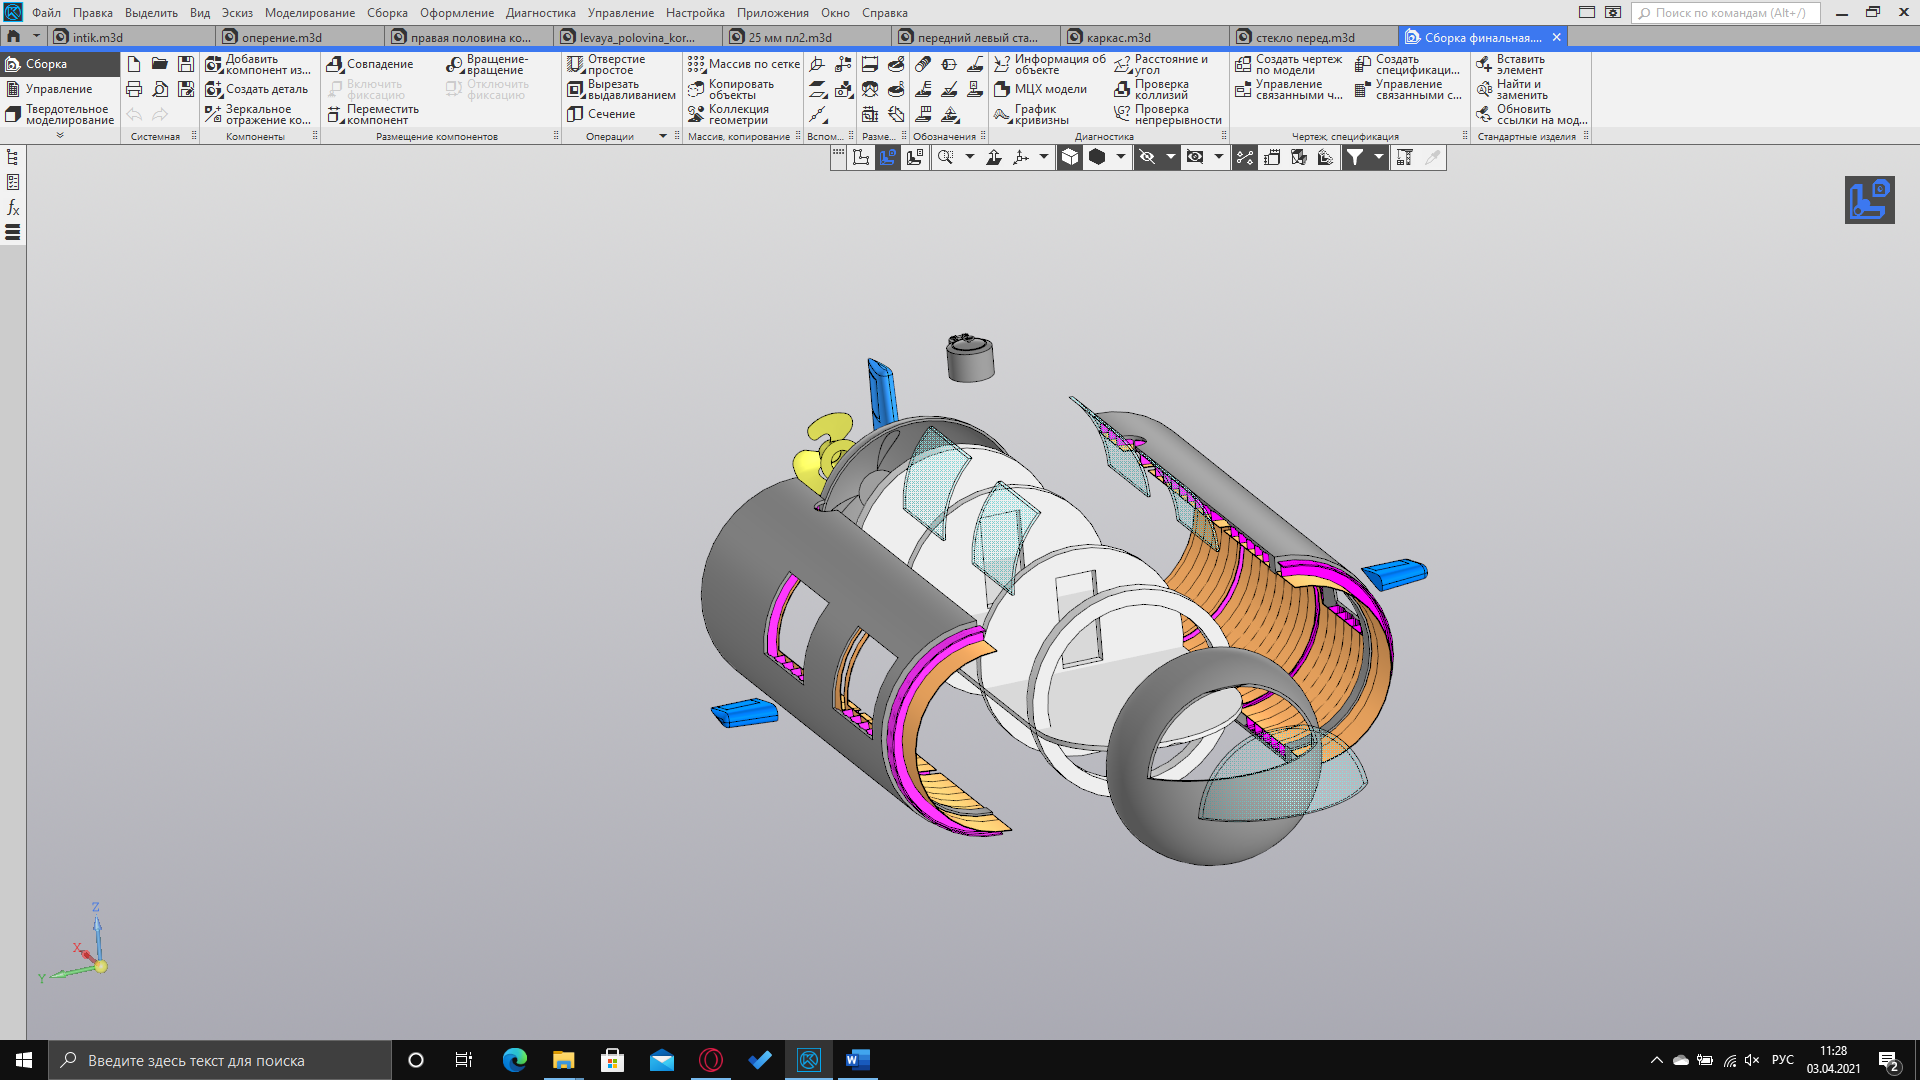 Файл Правка Выделить Вид Эскиз Моделирование Сборка Оформление Диагностика Управление Настройка Приложения Окно Справка
Поиск по командам (Alt+/)
intik.m3d
оперение.m3d
правая половина ко...
levaya_polovina_kor...
25 мм пл2.m3d
передний левый ста...
каркас.m3d
стекло перед.m3d
Сборка финальная....
Сборка
Управление
Твердотельное
моделирование
Системная
Добавить
компонент из...
Создать деталь
Зеркальное
отражение ко...
Компоненты
Совпадение
Включить
фиксацию
Переместить
компонент
Вращение-
вращение
Отключить
фиксацию
Размещение компонентов
Отверстие
простое
Вырезать
выдавливанием
Сечение
Операции
Массив по сетке
Копировать
объекты
Коллекция
геометрии
Массив, копирование
Вспом...
Разме...
Обозначения
Информация об
объекте
МЦХ модели
График
кривизны
Расстояние и
угол
Проверка
коллизий
Проверка
непрерывности
Диагностика
Создать чертеж
по модели
Управление
связанными ч...
Создать
спецификаци...
Управление
связанными с...
Чертеж, спецификация
Вставить
элемент
Найти и
заменить
Обновить
ссылки на мод...
Стандартные изделия
fx
Z
X
Y
Введите здесь текст для поиска
РУС
11:28
03.04.2021
2